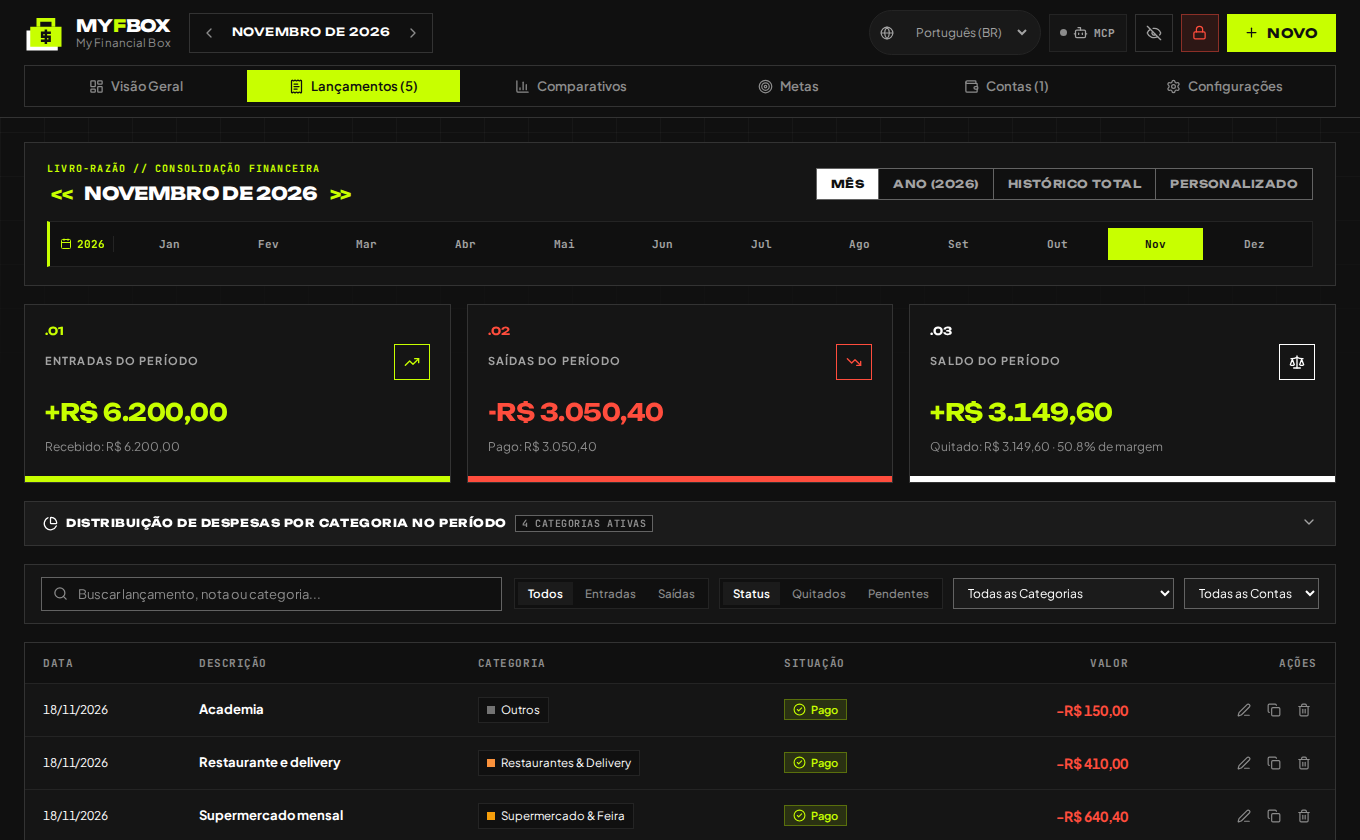 MYFBOX
My Financial Box
NOVEMBRO DE 2026
Português (BR)
MCP
+ NOVO
Visão Geral
Lançamentos (5)
Comparativos
Metas
Contas (1)
Configurações
LIVRO-RAZÃO // CONSOLIDAÇÃO FINANCEIRA
<< NOVEMBRO DE 2026 >>
MÊS
ANO (2026)
HISTÓRICO TOTAL
PERSONALIZADO
2026
Jan
Fev
Mar
Abr
Mai
Jun
Jul
Ago
Set
Out
Nov
Dez
.01
ENTRADAS DO PERÍODO
+R$ 6.200,00
Recebido: R$ 6.200,00
.02
SAÍDAS DO PERÍODO
-R$ 3.050,40
Pago: R$ 3.050,40
.03
SALDO DO PERÍODO
+R$ 3.149,60
Quitado: R$ 3.149,60 · 50.8% de margem
DISTRIBUIÇÃO DE DESPESAS POR CATEGORIA NO PERÍODO
4 CATEGORIAS ATIVAS
Buscar lançamento, nota ou categoria...
Todos
Entradas
Saídas
Status
Quitados
Pendentes
Todas as Categorias
Todas as Contas
DATA
DESCRIÇÃO
CATEGORIA
SITUAÇÃO
VALOR
AÇÕES
18/11/2026
Academia
Outros
Pago
-R$ 150,00
18/11/2026
Restaurante e delivery
Restaurantes & Delivery
Pago
-R$ 410,00
18/11/2026
Supermercado mensal
Supermercado & Feira
Pago
-R$ 640,40